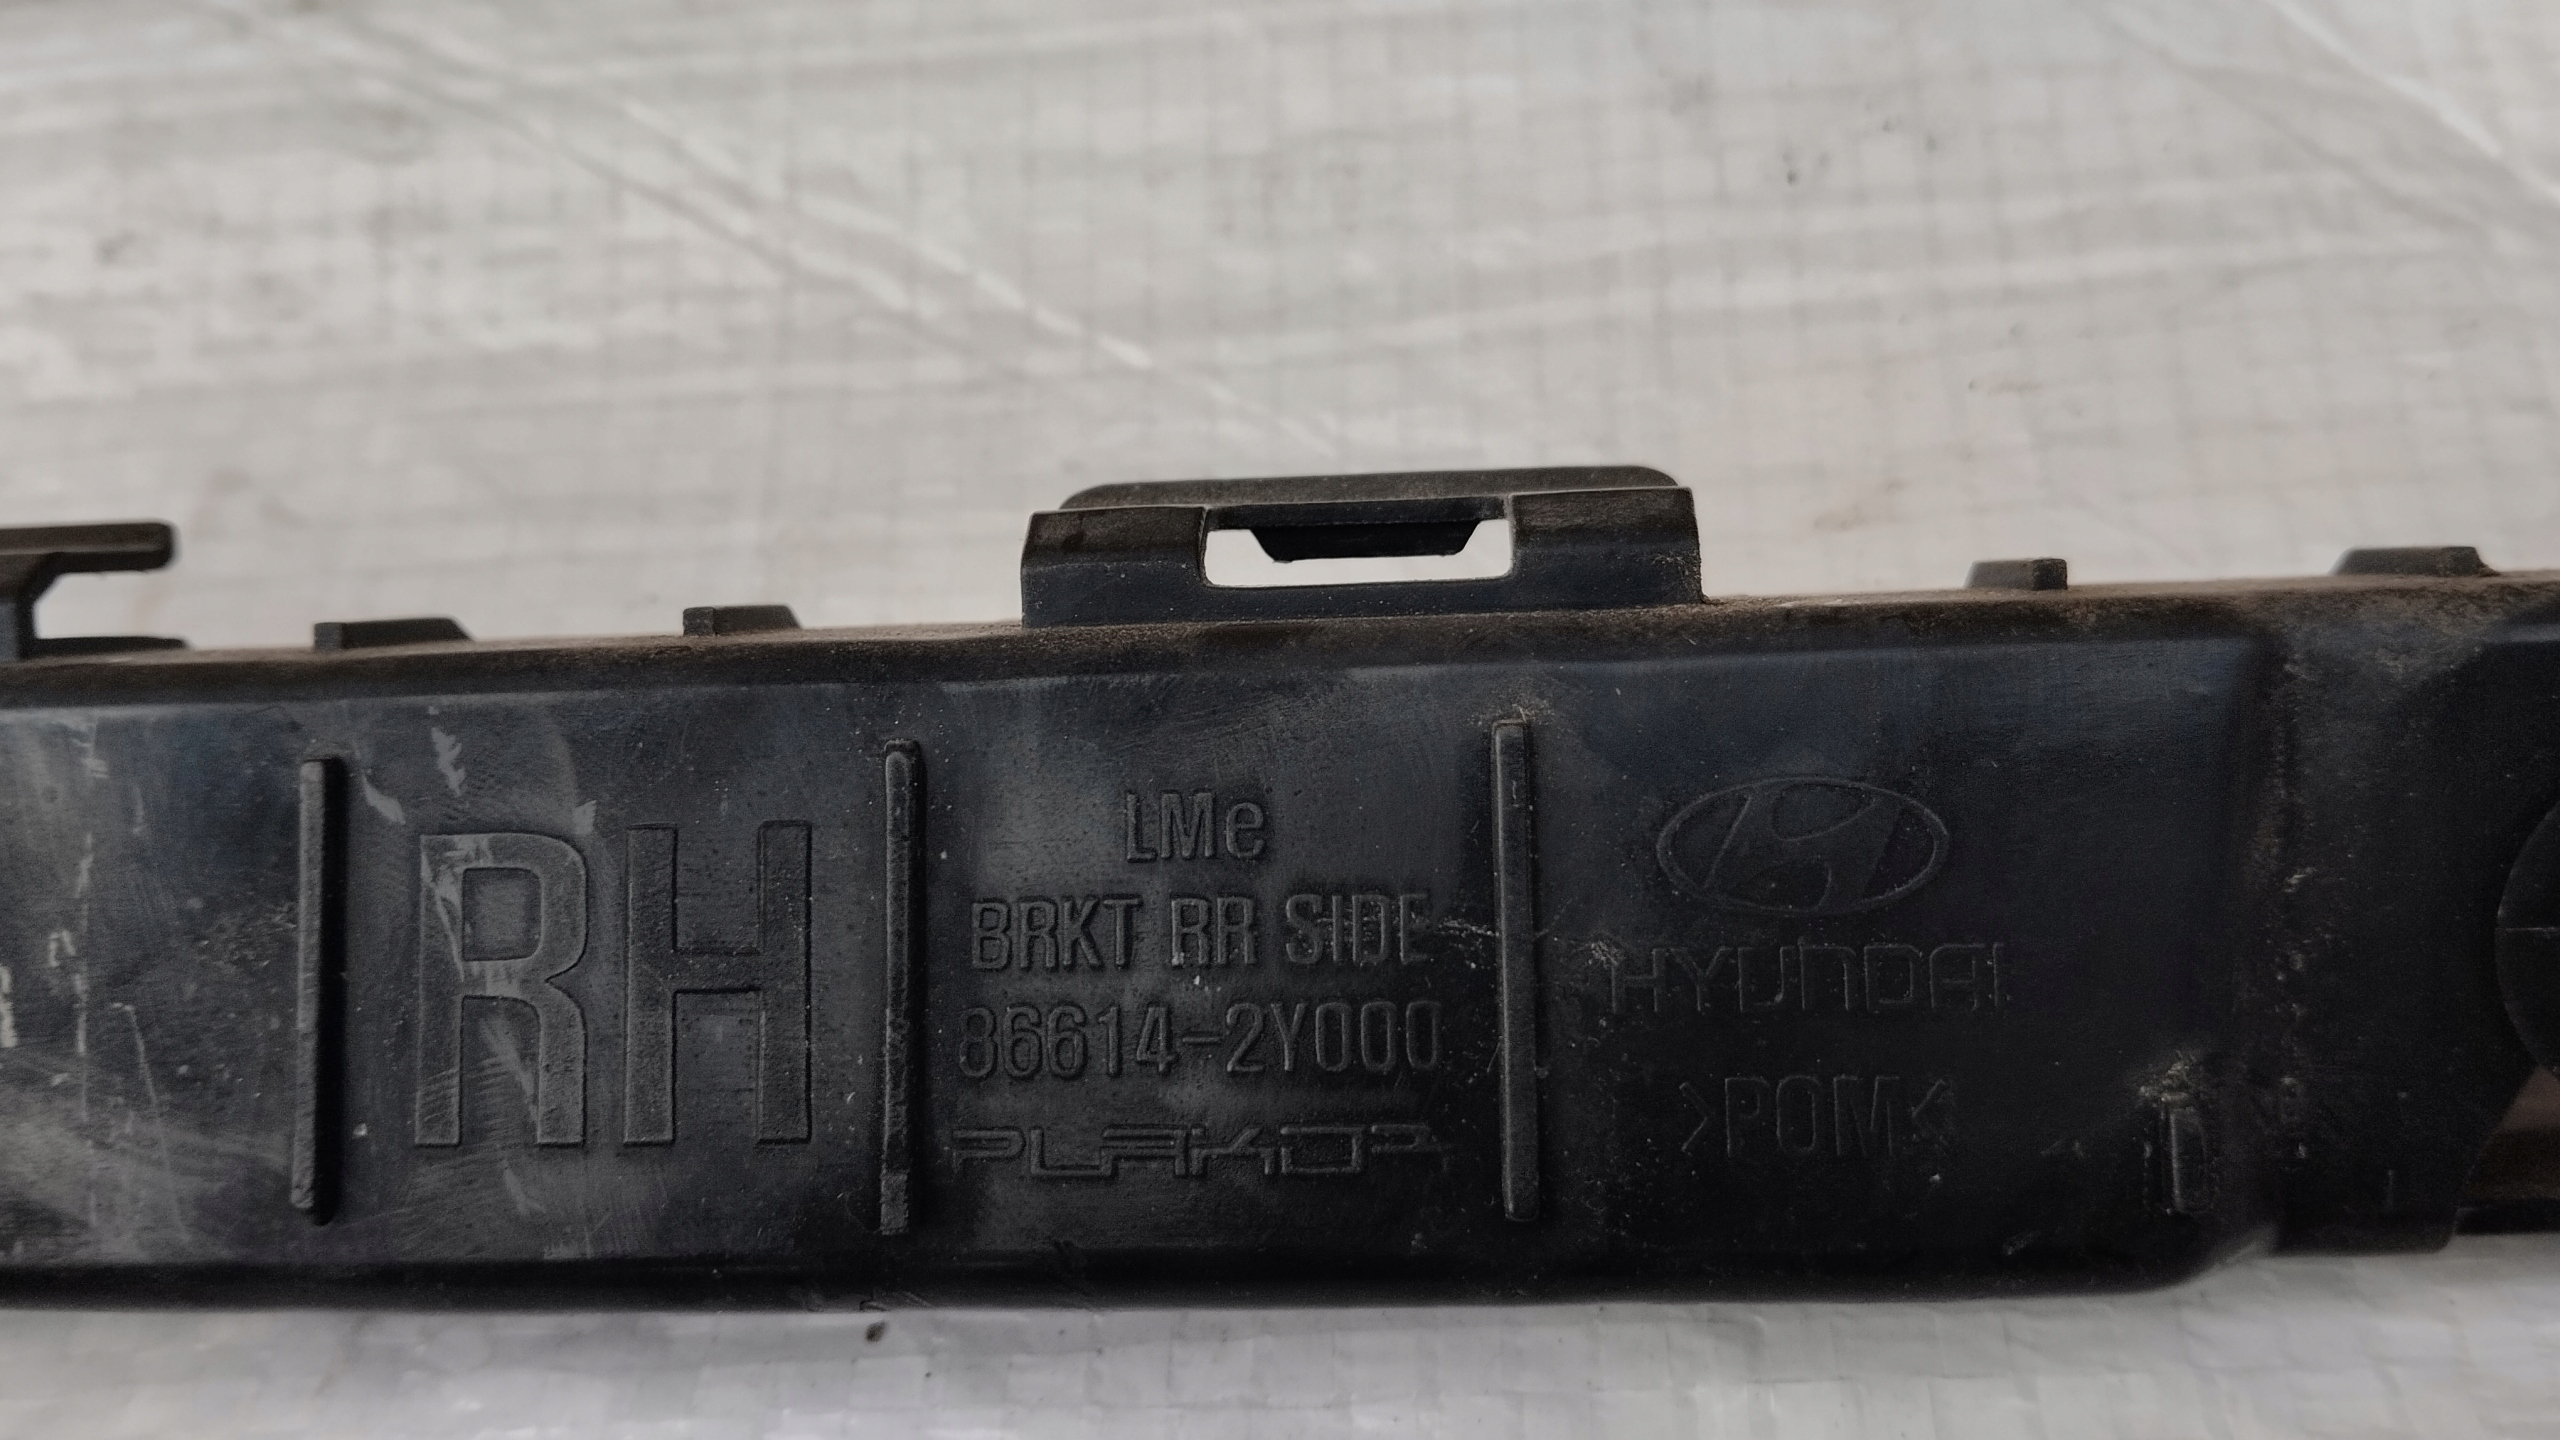 RH
LMe
BRKT RR SIDE
86614-2Y000
PLAKOR
HYUNDAI
>POM<